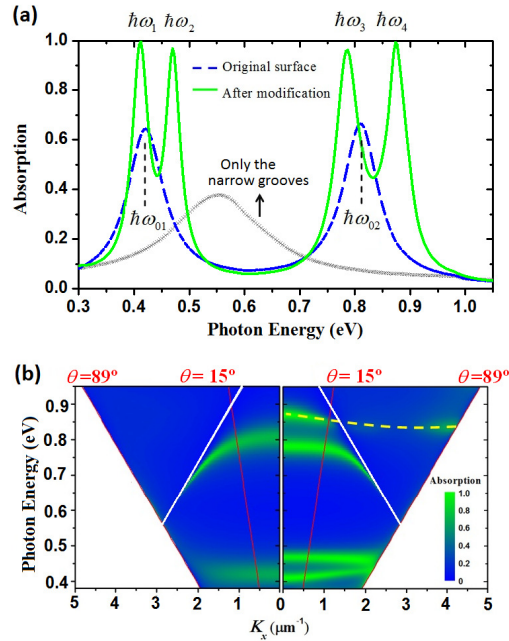 (a)
ℏω1 ℏω2 ℏω3 ℏω4
Original surface
After modification
Only the
narrow grooves
ℏω01
ℏω02
Absorption
1.0
0.8
0.6
0.4
0.2
0.0
0.3 0.4 0.5 0.6 0.7 0.8 0.9 1.0
Photon Energy (eV)
(b)
θ=89° θ= 15° θ= 15° θ=89°
Photon Energy (eV)
0.9
0.8
0.7
0.6
0.5
0.4
Absorption
1.0
0.8
0.6
0.4
0.2
0
5 4 3 2 1 0 1 2 3 4 5
Kx (μm-1)